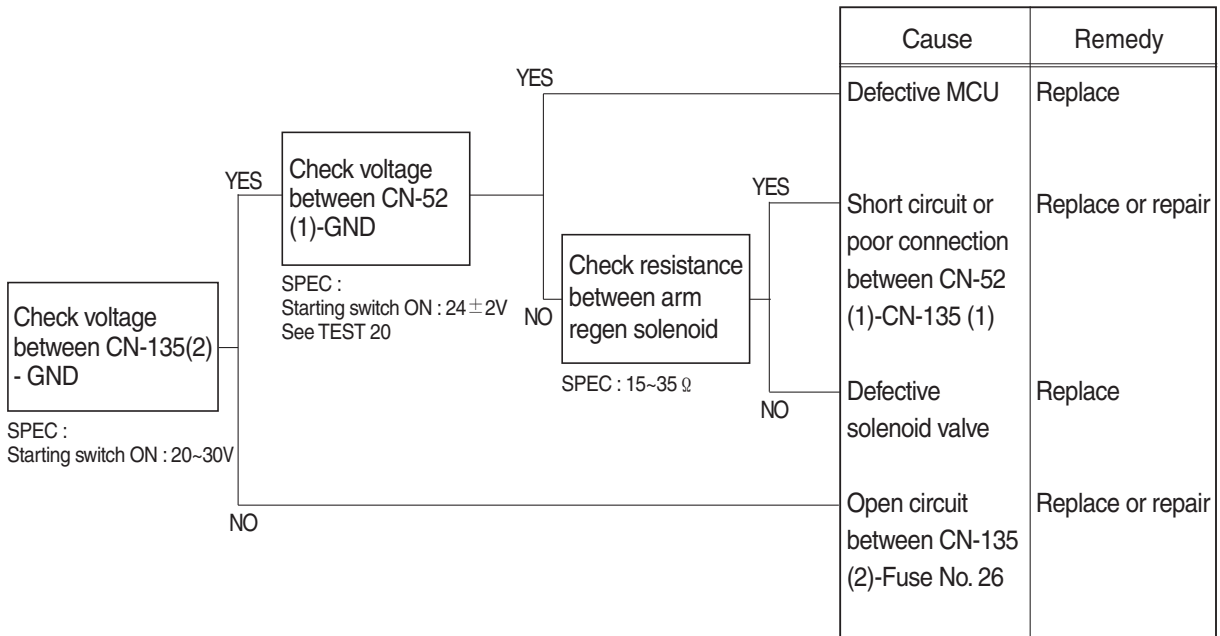 Cause
Remedy
YES
Defective MCU
Replace
Check voltage
between CN-52
(1)-GND
YES
YES
Short circuit or
poor connection
between CN-52
(1)-CN-135 (1)
Replace or repair
Check resistance
between arm
regen solenoid
SPEC :
Starting switch ON : 24±2V
See TEST 20
NO
Check voltage
between CN-135(2)
- GND
SPEC : 15~35 Ω
NO
Defective
solenoid valve
Replace
SPEC :
Starting switch ON : 20~30V
NO
Open circuit
between CN-135
(2)-Fuse No. 26
Replace or repair